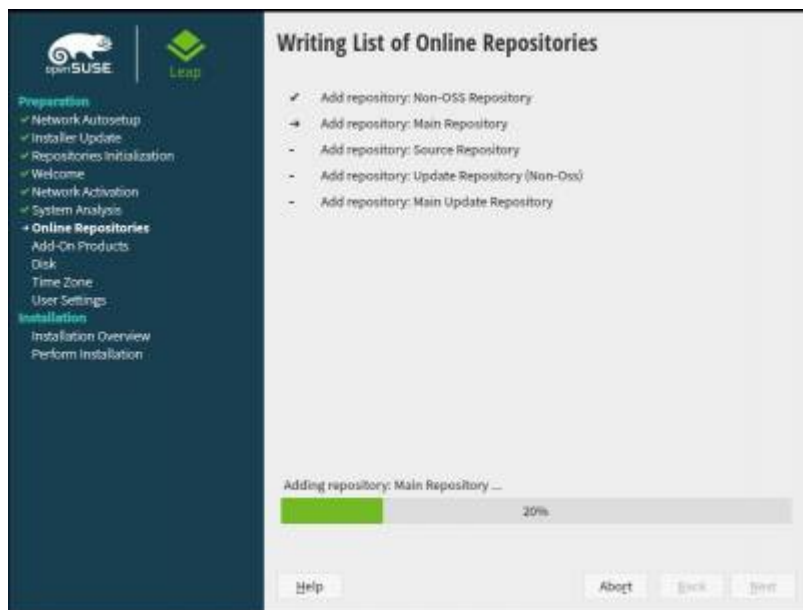 openSUSE
Leap
Preparation
Network Autosetup
Installer Update
Repositories Initialization
Welcome
Network Activation
System Analysis
Online Repositories
Add-On Products
Disk
Time Zone
User Settings
Installation
Installation Overview
Perform Installation
Writing List of Online Repositories
Add repository: Non-OSS Repository
Add repository: Main Repository
- Add repository: Source Repository
- Add repository: Update Repository (Non-Oss)
- Add repository: Main Update Repository
Adding repository: Main Repository ...
20%
Help
Abort
Back
Next